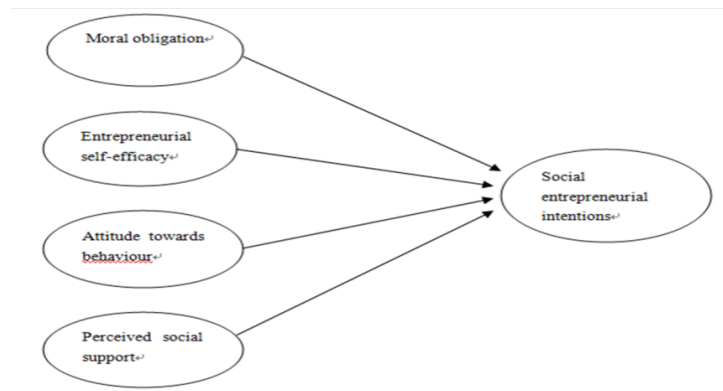 Moral obligation↵
Entrepreneurial
self-efficacy↵
Social
entrepreneurial
intentions↵
Attitude towards
behaviour↵
Perceived social
support↵